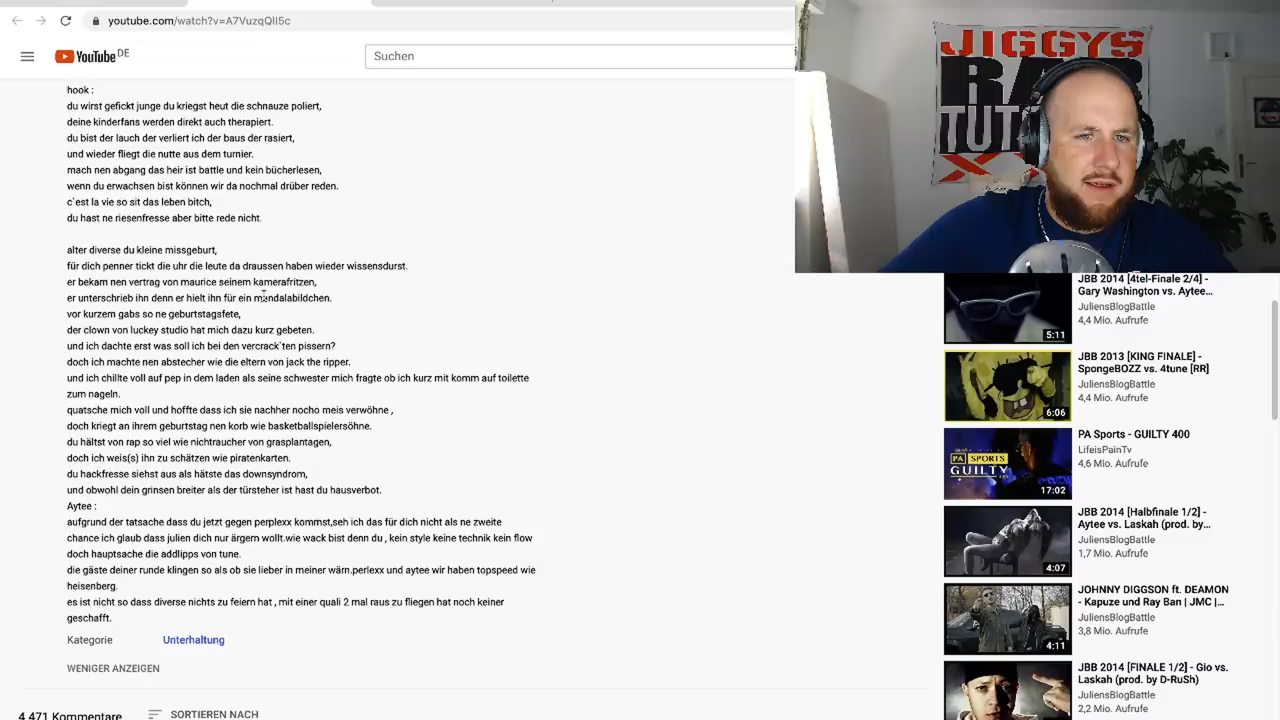 youtube.com/watch?v=A7VuzqQlI5c
YouTube DE
Suchen
JIGGYS
RAP
TUT
hook :
du wirst gefickt junge du kriegst heut die schnauze poliert,
deine kinderfans werden direkt auch therapiert.
du bist der lauch der verliert ich der baus der rasiert,
und wieder fliegt die nutte aus dem turnier.
mach nen abgang das heir ist battle und kein bücherlesen,
wenn du erwachsen bist können wir da nochmal drüber reden.
c`est la vie so sit das leben bitch,
du hast ne riesenfresse aber bitte rede nicht.
alter diverse du kleine missgeburt,
für dich penner tickt die uhr die leute da draussen haben wieder wissensdurst.
er bekam nen vertrag von maurice seinem kamerafritzen,
er unterschrieb ihn denn er hielt ihn für ein mandalabildchen.
vor kurzem gabs so ne geburtstagsfete,
der clown von luckey studio hat mich dazu kurz gebeten.
und ich dachte erst was soll ich bei den vercrack`ten pissern?
doch ich machte nen abstecher wie die eltern von jack the ripper.
und ich chillte voll auf pep in dem laden als seine schwester mich fragte ob ich kurz mit komm auf toilette
zum nageln.
quatsche mich voll und hoffte dass ich sie nachher nocho meis verwöhne ,
doch kriegt an ihrem geburtstag nen korb wie basketballspielersöhne.
du hältst von rap so viel wie nichtraucher von grasplantagen,
doch ich weis(s) ihn zu schätzen wie piratenkarten.
du hackfresse siehst aus als hätste das downsyndrom,
und obwohl dein grinsen breiter als der türsteher ist hast du hausverbot.
Aytee :
aufgrund der tatsache dass du jetzt gegen perplexx kommst,seh ich das für dich nicht als ne zweite
chance ich glaub dass julien dich nur ärgern wollt.wie wack bist denn du , kein style keine technik kein flow
doch hauptsache die addlipps von tune.
die gäste deiner runde klingen so als ob sie lieber in meiner wärn.perlexx und aytee wir haben topspeed wie
heisenberg.
es ist nicht so dass diverse nichts zu feiern hat , mit einer quali 2 mal raus zu fliegen hat noch keiner
geschafft.
Kategorie Unterhaltung
WENIGER ANZEIGEN
4.471 Kommentare SORTIEREN NACH
JBB 2014 [4tel-Finale 2/4] -
Gary Washington vs. Aytee...
JuliensBlogBattle
4,4 Mio. Aufrufe
5:11
JBB 2013 [KING FINALE] -
SpongeBOZZ vs. 4tune [RR]
JuliensBlogBattle
4,4 Mio. Aufrufe
6:06
PA Sports - GUILTY 400
LifeisPainTv
4,6 Mio. Aufrufe
PA SPORTS
GUILTY
17:02
JBB 2014 [Halbfinale 1/2] -
Aytee vs. Laskah (prod. by...
JuliensBlogBattle
1,7 Mio. Aufrufe
4:07
JOHNNY DIGGSON ft. DEAMON
- Kapuze und Ray Ban | JMC |...
JuliensBlogBattle
3,8 Mio. Aufrufe
4:11
JBB 2014 [FINALE 1/2] - Gio vs.
Laskah (prod. by D-RuSh)
JuliensBlogBattle
2,2 Mio. Aufrufe